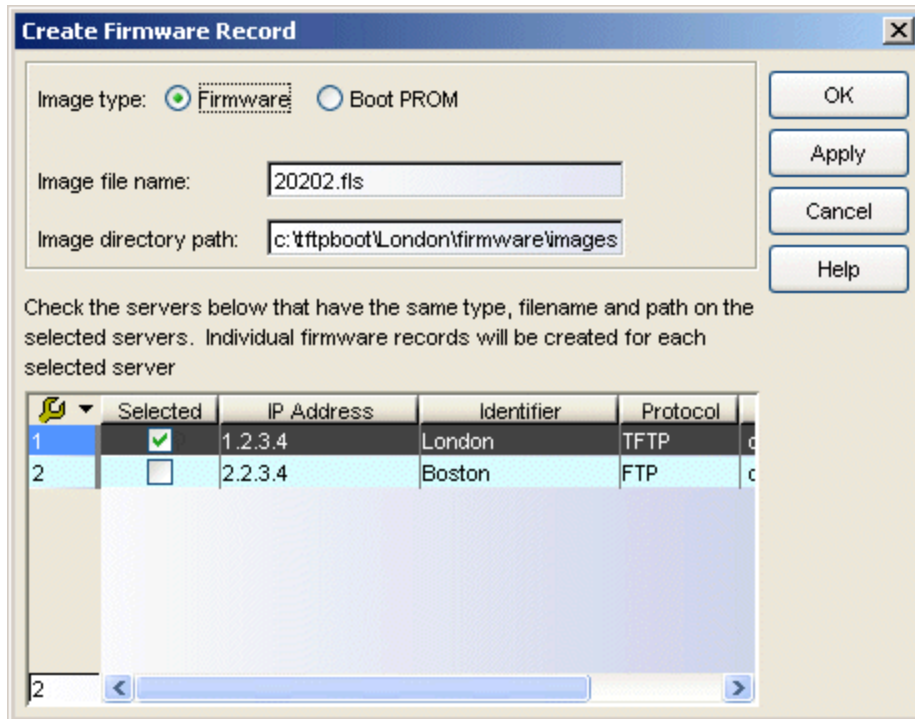 Create Firmware Record
Image type: Firmware Boot PROM
Image file name: 20202.fls
Image directory path: c:\tftpboot\London\firmware\images
OK
Apply
Cancel
Help
Check the servers below that have the same type, filename and path on the
selected servers. Individual firmware records will be created for each
selected server
Selected IP Address Identifier Protocol
1 1.2.3.4 London TFTP
2 2.2.3.4 Boston FTP
2